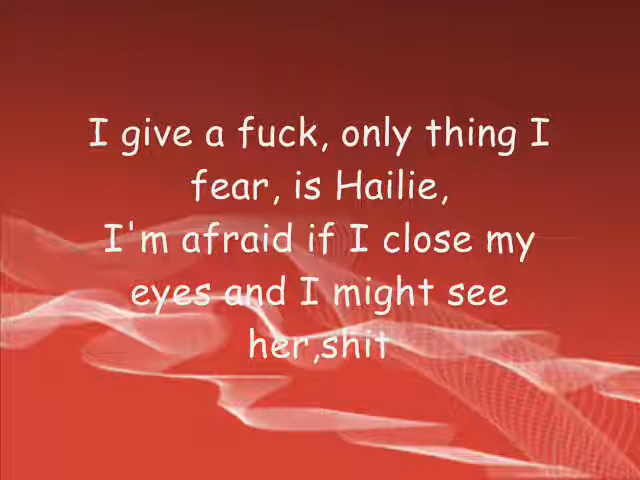 I give a fuck, only thing I
fear, is Hailie,
I'm afraid if I close my
eyes and I might see
her,shit